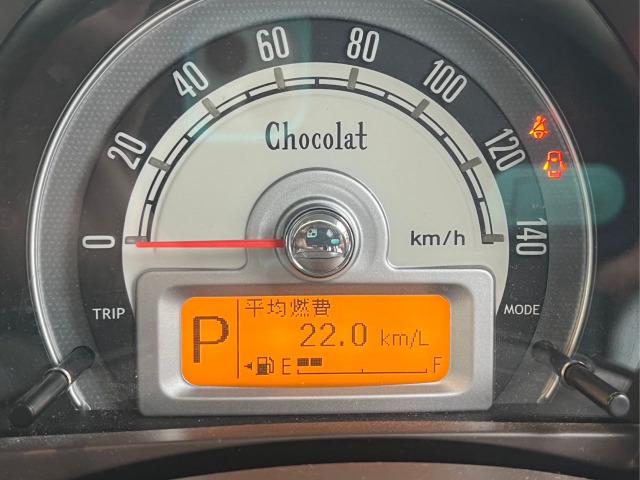 0
20
40
60
80
100
120
140
Chocolat
km/h
TRIP
MODE
P
平均燃費
22.0 km/L
E F